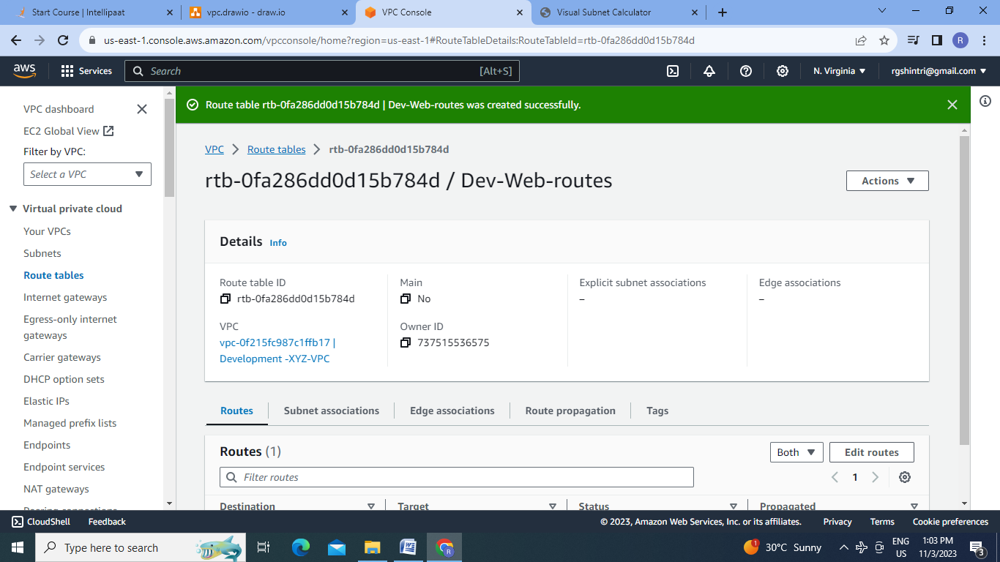 Start Course | Intellipaat
vpc.drawio - draw.io
VPC Console
Visual Subnet Calculator
us-east-1.console.aws.amazon.com/vpcconsole/home?region=us-east-1#RouteTableDetails:RouteTableId=rtb-0fa286dd0d15b784d
R
aws
Services
Search
[Alt+S]
N. Virginia
rgshintri@gmail.com
VPC dashboard
EC2 Global View
Filter by VPC:
Select a VPC
Virtual private cloud
Your VPCs
Subnets
Route tables
Internet gateways
Egress-only internet
gateways
Carrier gateways
DHCP option sets
Elastic IPs
Managed prefix lists
Endpoints
Endpoint services
NAT gateways
Peering connections
Route table rtb-0fa286dd0d15b784d | Dev-Web-routes was created successfully.
VPC
Route tables
rtb-0fa286dd0d15b784d
rtb-0fa286dd0d15b784d / Dev-Web-routes
Actions
Details Info
Route table ID
rtb-0fa286dd0d15b784d
Main
No
Explicit subnet associations
–
Edge associations
–
VPC
vpc-0f215fc987c1ffb17 |
Development -XYZ-VPC
Owner ID
737515536575
Routes
Subnet associations
Edge associations
Route propagation
Tags
Routes (1)
Both
Edit routes
Filter routes
1
Destination
Target
Status
Propagated
CloudShell
Feedback
© 2023, Amazon Web Services, Inc. or its affiliates.
Privacy
Terms
Cookie preferences
Type here to search
R
1
30°C Sunny
ENG
US
1:03 PM
11/3/2023
3